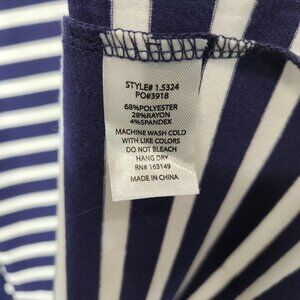 STYLE# 1.5324
PO#3918
68%POLYESTER
28%RAYON
4%SPANDEX
MACHINE WASH COLD
WITH LIKE COLORS
DO NOT BLEACH
HANG DRY
RN# 163149
MADE IN CHINA